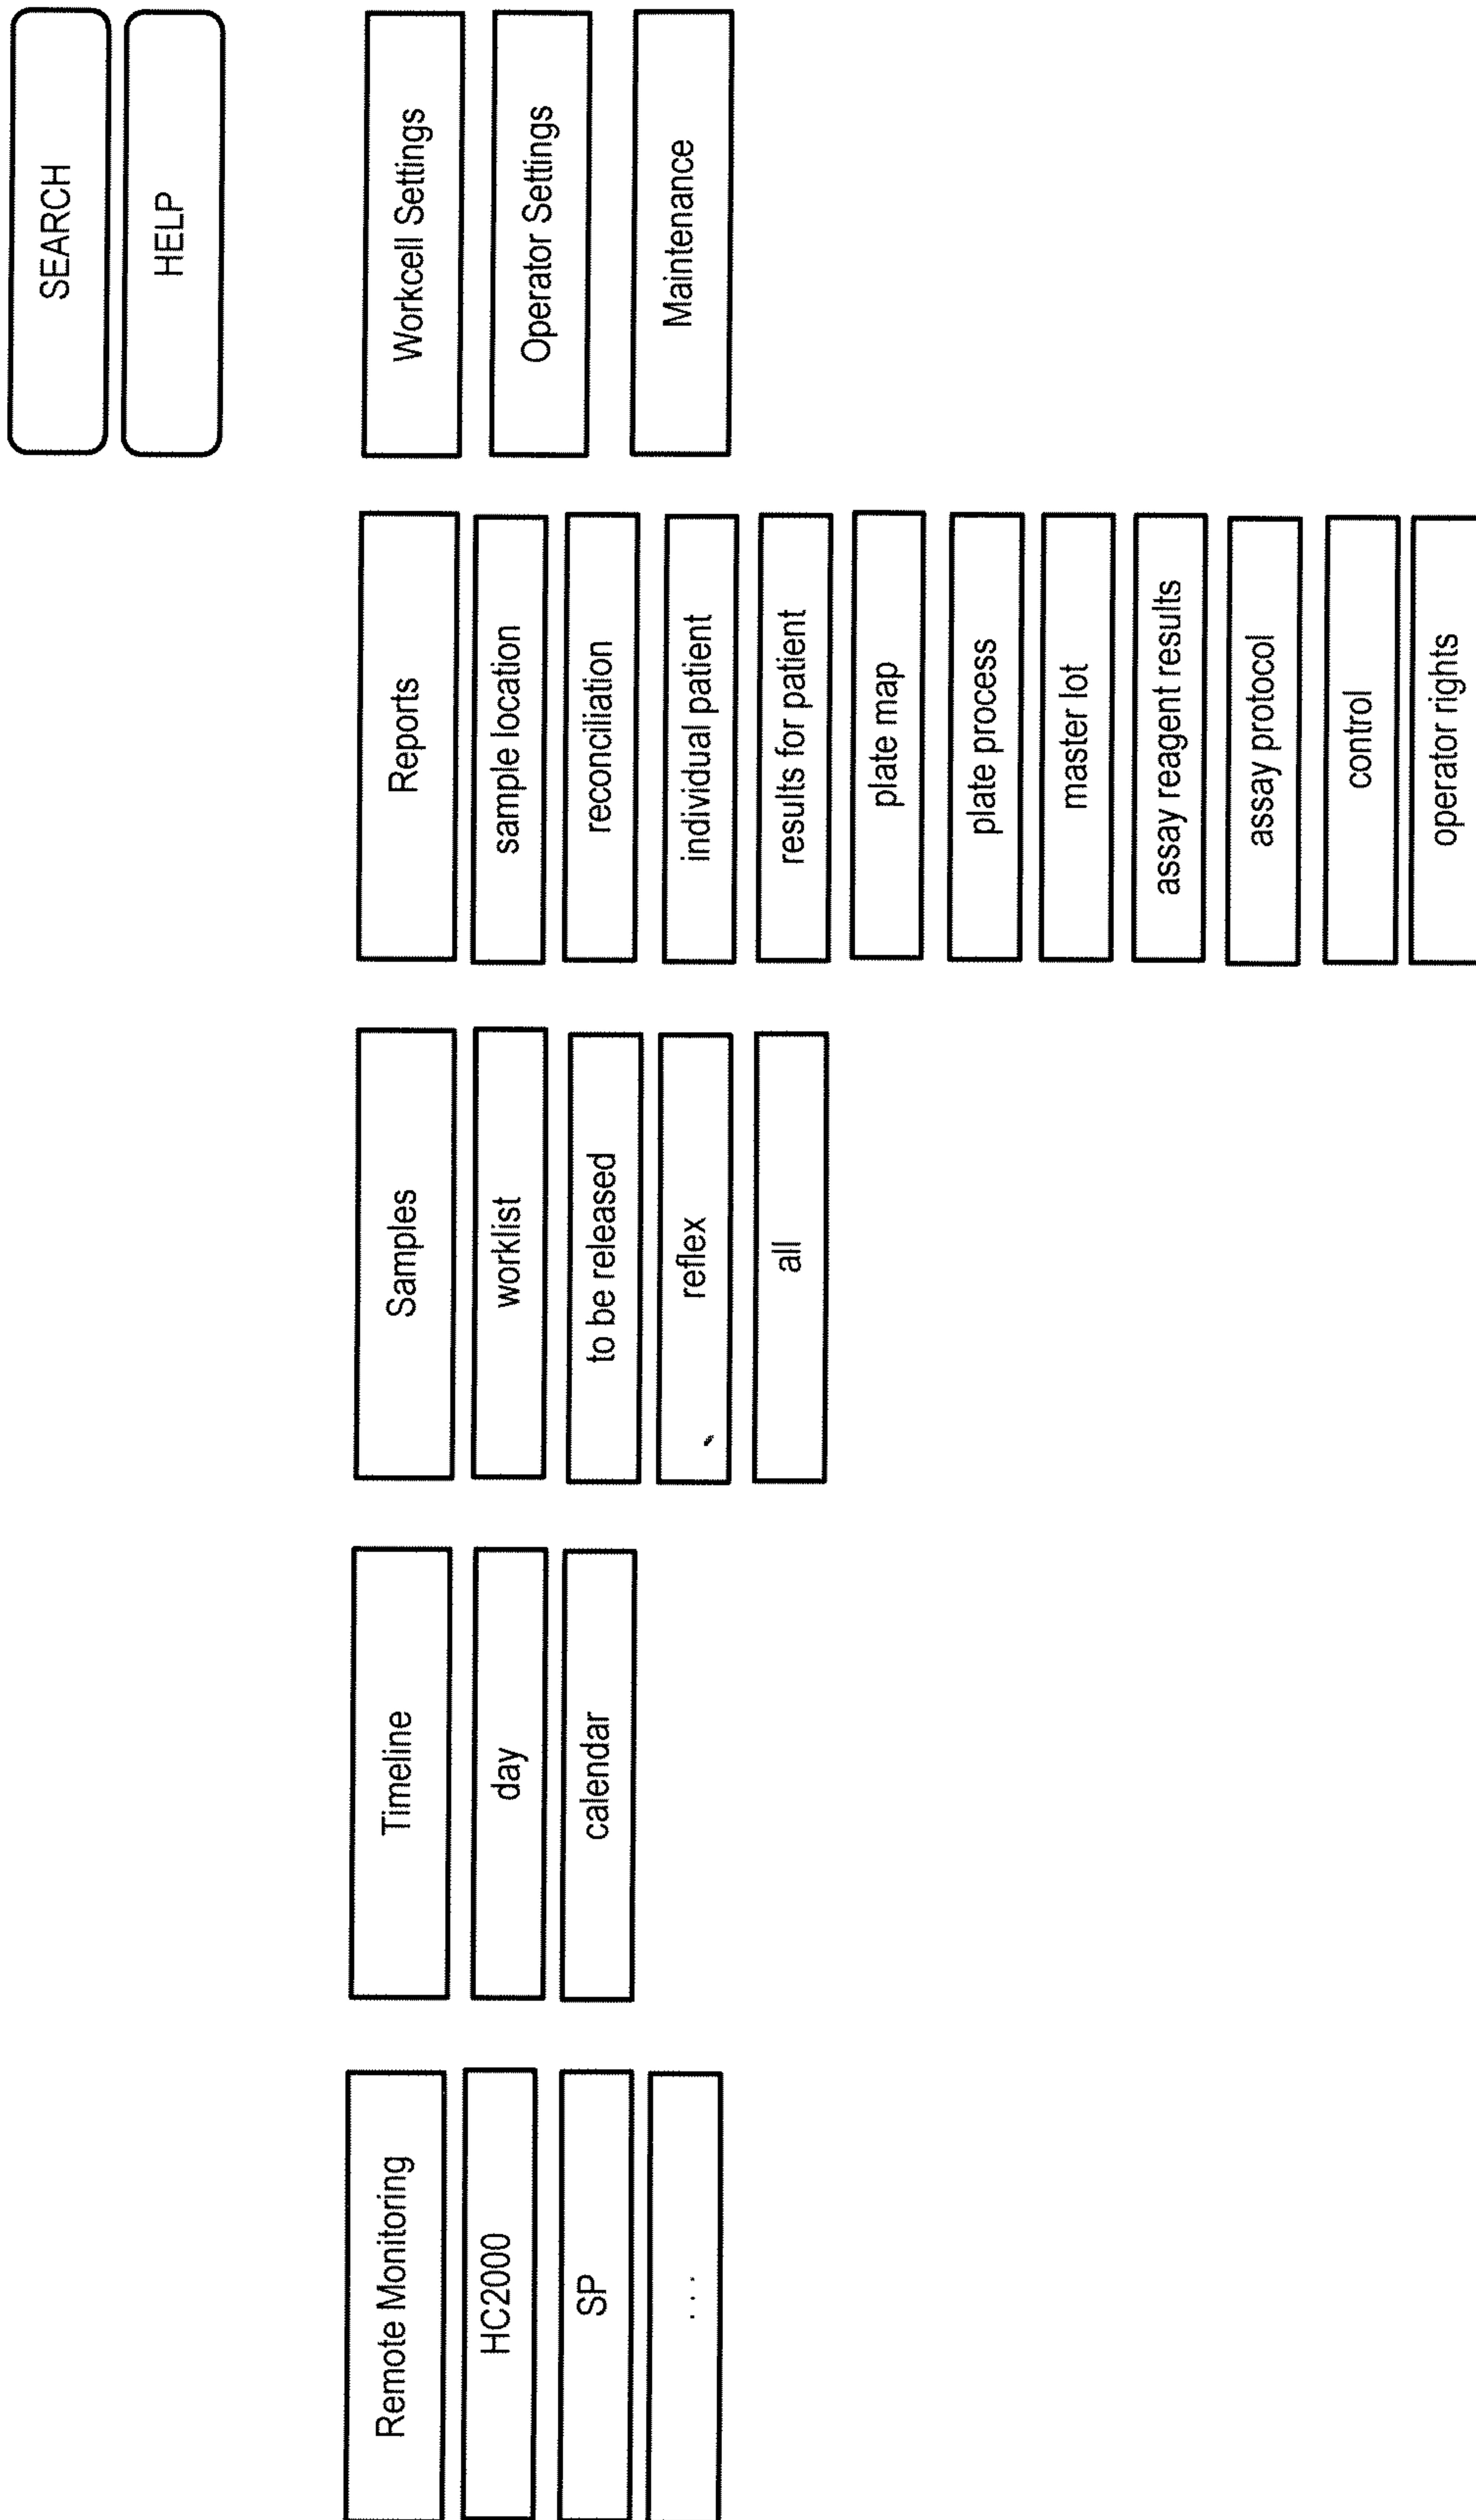 SEARCH
HELP
Remote Monitoring
HC2000
SP
...
Timeline
day
calendar
Samples
worklist
to be released
reflex
all
Reports
sample location
reconciliation
individual patient
results for patient
plate map
plate process
master lot
assay reagent results
assay protocol
control
operator rights
Workcell Settings
Operator Settings
Maintenance